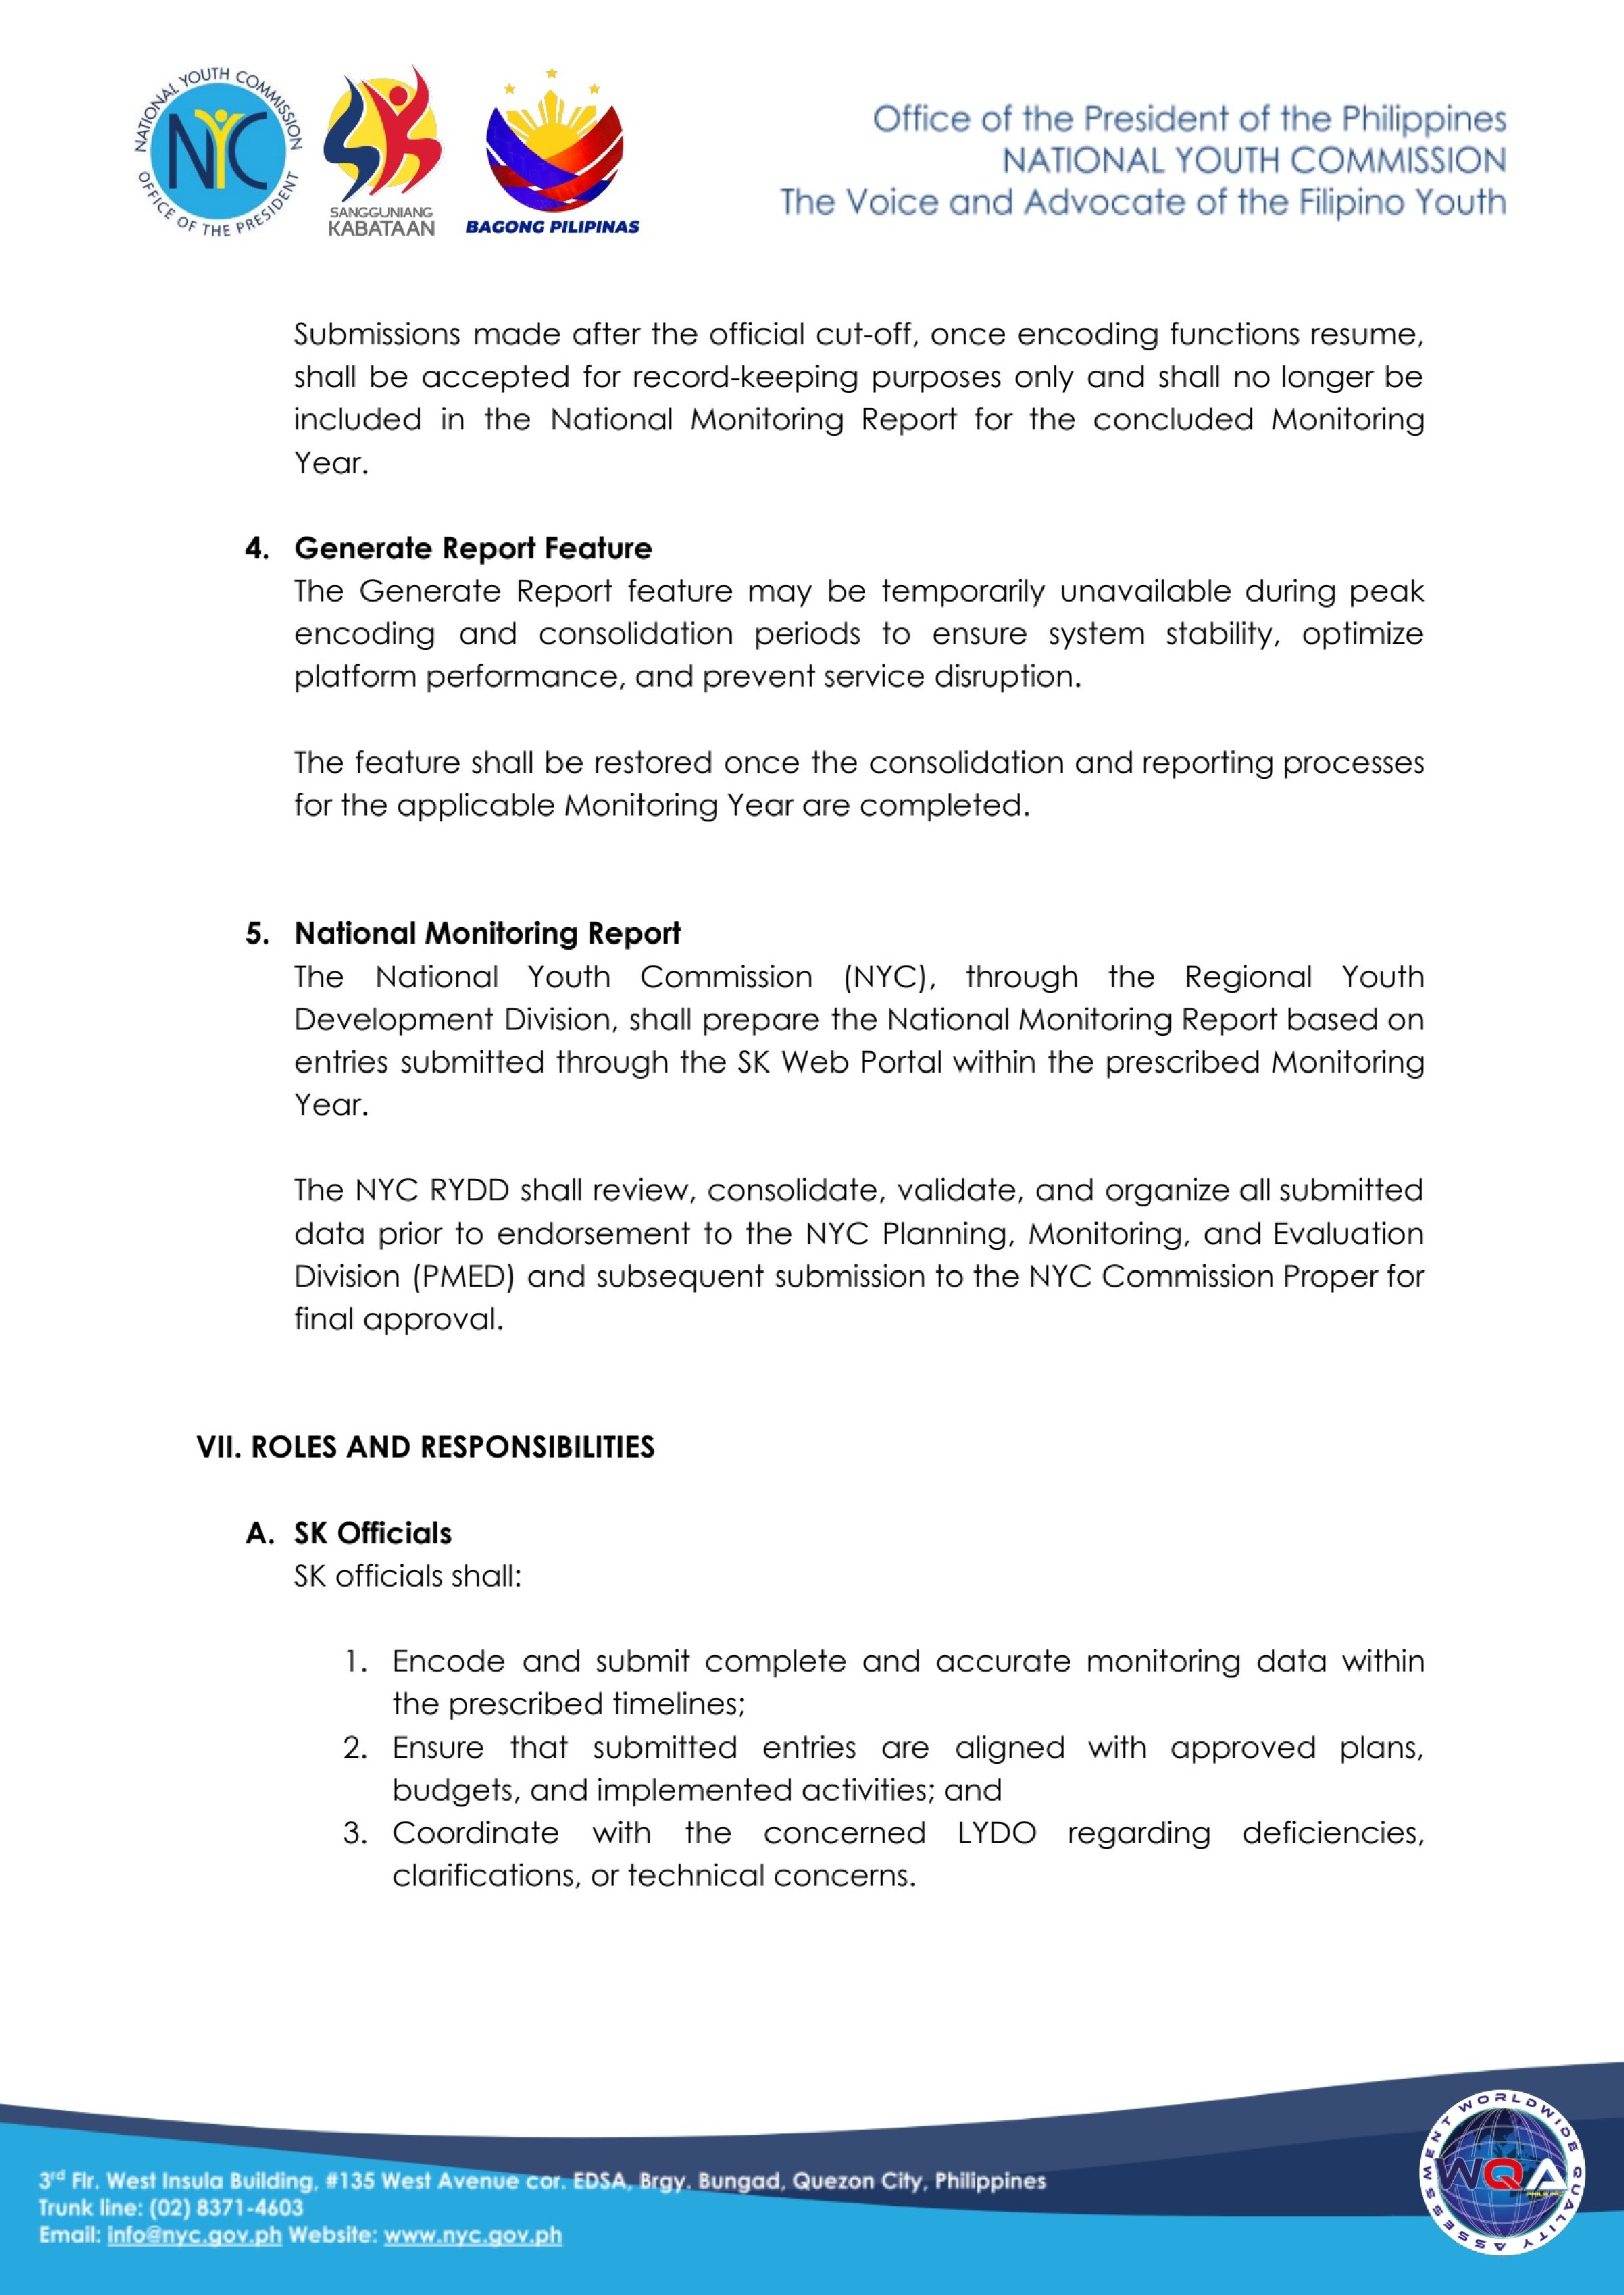 NATIONAL YOUTH COMMISSION
OFFICE OF THE PRESIDENT
NYC
SANGGUNIANG
KABATAAN
BAGONG PILIPINAS
Office of the President of the Philippines
NATIONAL YOUTH COMMISSION
The Voice and Advocate of the Filipino Youth
Submissions made after the official cut-off, once encoding functions resume,
shall be accepted for record-keeping purposes only and shall no longer be
included in the National Monitoring Report for the concluded Monitoring
Year.
4. Generate Report Feature
The Generate Report feature may be temporarily unavailable during peak
encoding and consolidation periods to ensure system stability, optimize
platform performance, and prevent service disruption.
The feature shall be restored once the consolidation and reporting processes
for the applicable Monitoring Year are completed.
5. National Monitoring Report
The National Youth Commission (NYC), through the Regional Youth
Development Division, shall prepare the National Monitoring Report based on
entries submitted through the SK Web Portal within the prescribed Monitoring
Year.
The NYC RYDD shall review, consolidate, validate, and organize all submitted
data prior to endorsement to the NYC Planning, Monitoring, and Evaluation
Division (PMED) and subsequent submission to the NYC Commission Proper for
final approval.
VII. ROLES AND RESPONSIBILITIES
A. SK Officials
SK officials shall:
1. Encode and submit complete and accurate monitoring data within
the prescribed timelines;
2. Ensure that submitted entries are aligned with approved plans,
budgets, and implemented activities; and
3. Coordinate with the concerned LYDO regarding deficiencies,
clarifications, or technical concerns.
3rd Flr. West Insula Building, #135 West Avenue cor. EDSA, Brgy. Bungad, Quezon City, Philippines
Trunk line: (02) 8371-4603
Email: info@nyc.gov.ph Website: www.nyc.gov.ph
WORLDWIDE QUALITY ASSESSMENT
WQA